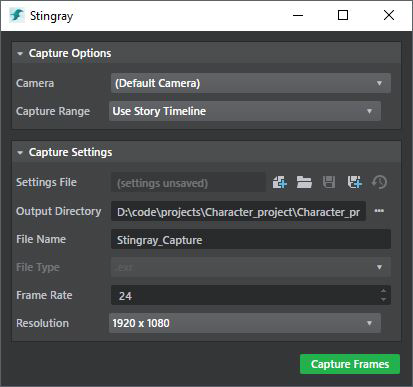 Stingray
Capture Options
Camera (Default Camera)
Capture Range Use Story Timeline
Capture Settings
Settings File (settings unsaved)
Output Directory D:\code\projects\Character_project\Character_pr ...
File Name Stingray_Capture
File Type .exr
Frame Rate 24
Resolution 1920 x 1080
Capture Frames